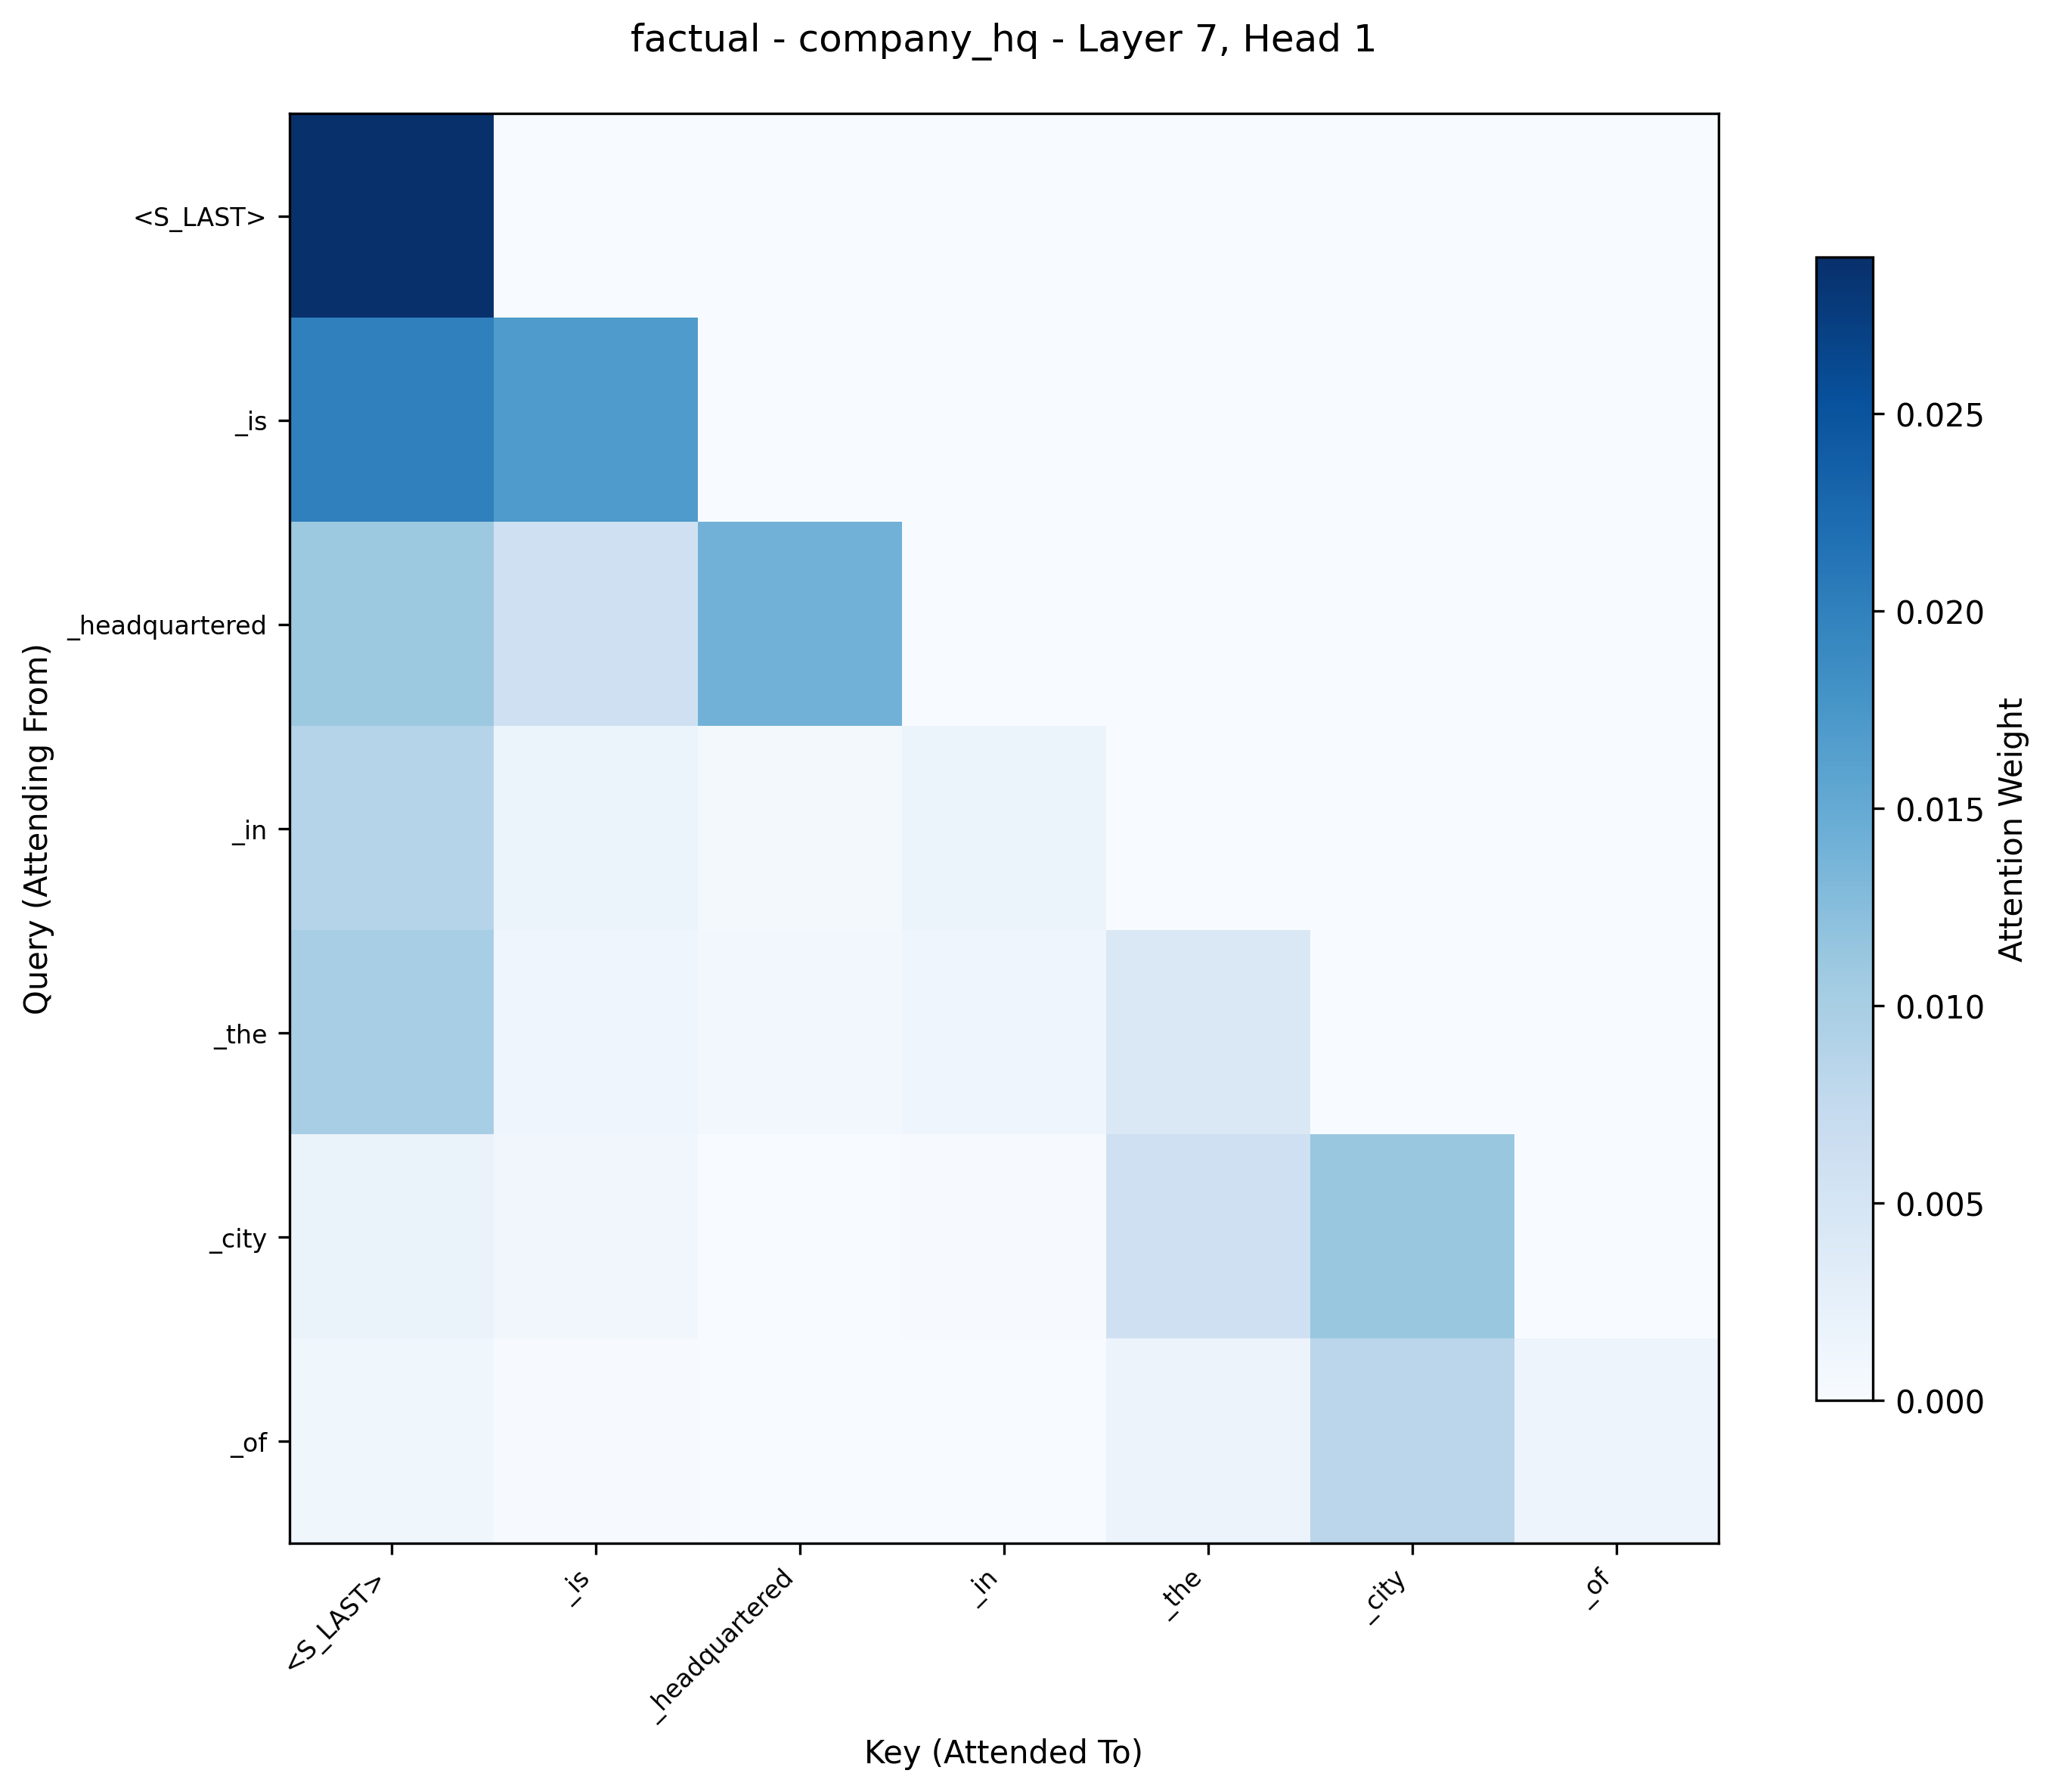 factual - company_hq - Layer 7, Head 1
Query (Attending From)
<S_LAST>
_is
_headquartered
_in
_the
_city
_of
<S_LAST>
_is
_headquartered
_in
_the
_city
_of
Key (Attended To)
0.025
0.020
0.015
0.010
0.005
0.000
Attention Weight